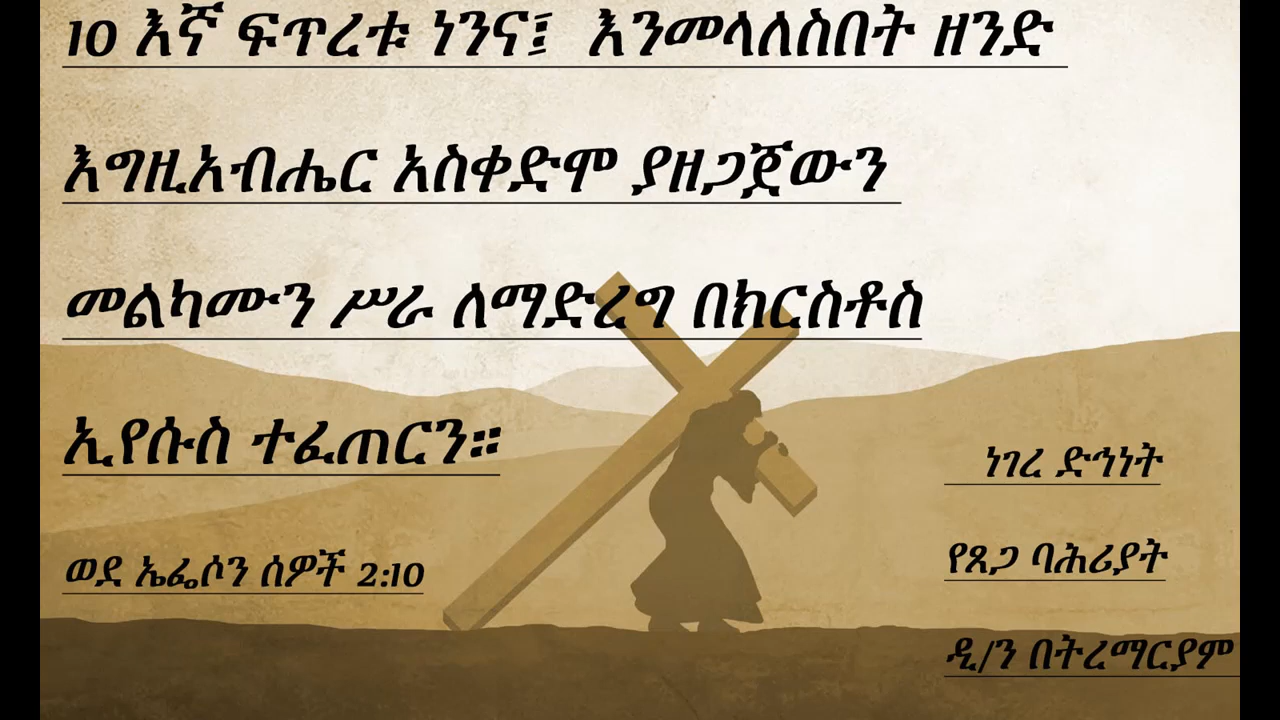 10 እኛ ፍጥረቱ ነንና፤ እንመላለስበት ዘንድ
እግዚአብሔር አስቀድሞ ያዘጋጀውን
መልካሙን ሥራ ለማድረግ በክርስቶስ
ኢየሱስ ተፈጠርን።
ወደ ኤፌሶን ሰዎች 2:10
ነገረ ድኅነት
የጸጋ ባሕሪያት
ዲ/ን በትረማርያም